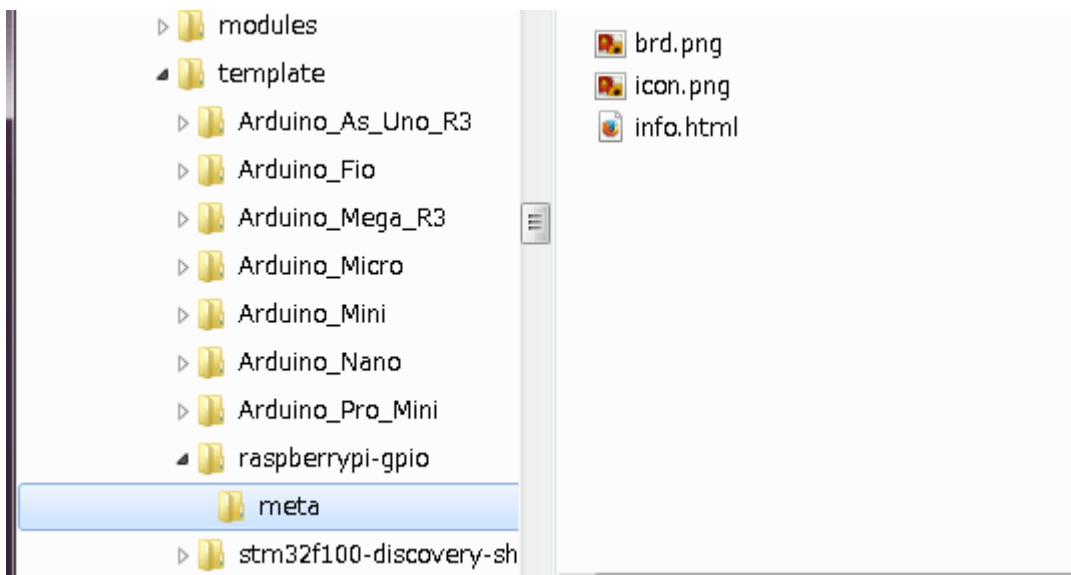 modules
template
Arduino_As_Uno_R3
Arduino_Fio
Arduino_Mega_R3
Arduino_Micro
Arduino_Mini
Arduino_Nano
Arduino_Pro_Mini
raspberrypi-gpio
meta
stm32f100-discovery-sh
brd.png
icon.png
info.html